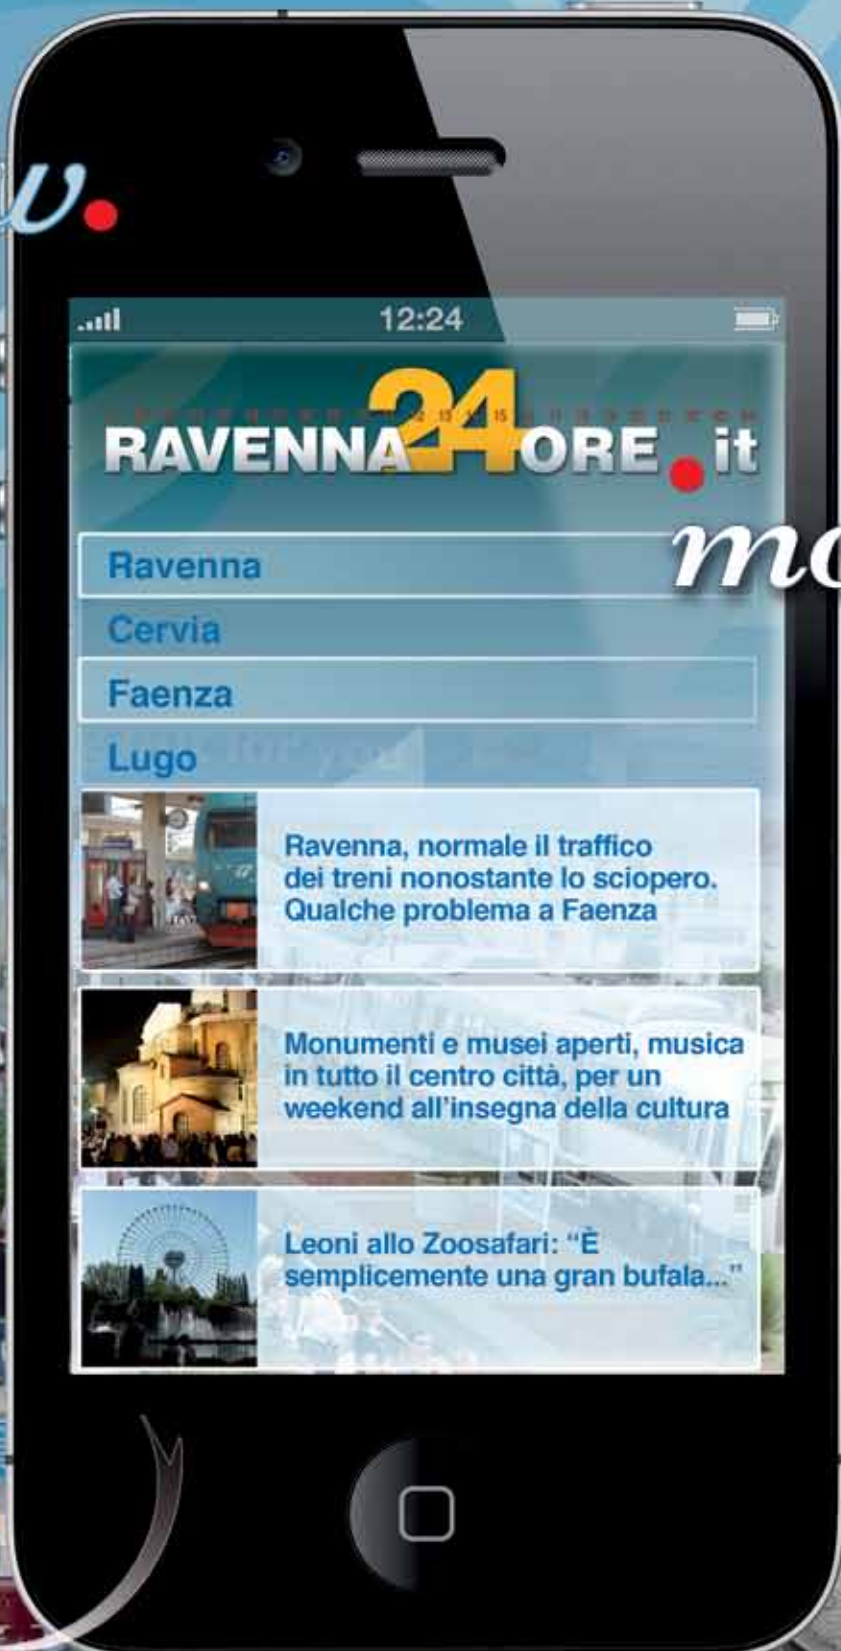 v.
12:24
RAVENNA24ORE.it
mo
Ravenna
Cervia
Faenza
Lugo
Ravenna, normale il traffico
dei treni nonostante lo sciopero.
Qualche problema a Faenza
Monumenti e musei aperti, musica
in tutto il centro città, per un
weekend all'insegna della cultura
Leoni allo Zoosafari: “È
semplicemente una gran bufala...”